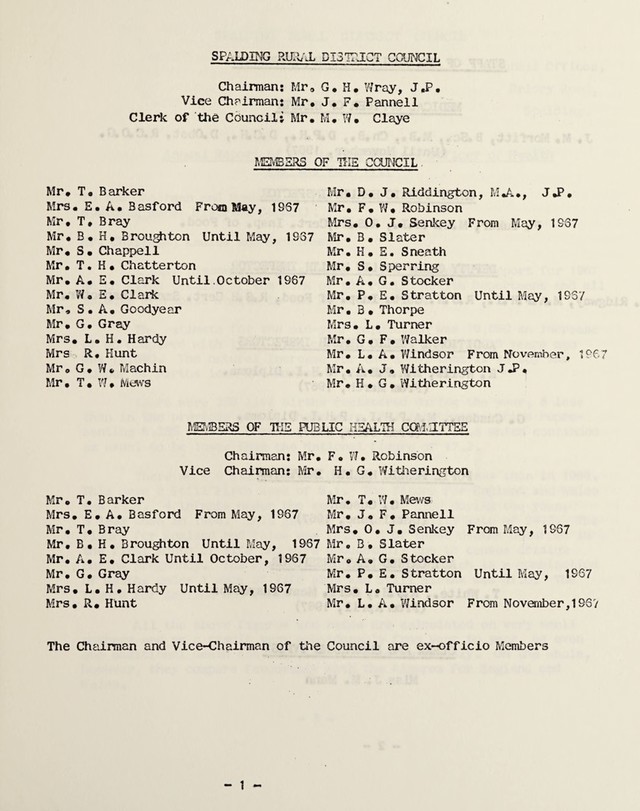 SPALDING RURAL DISTRICT COUNCIL
Chairman: Mr. G. H. Wray, J.P.
Vice Chairman: Mr. J. F. Pannell
Clerk of the Council: Mr. M. W. Claye
MEMBERS OF THE COUNCIL.
Mr. T. Barker
Mrs. E. A. Basford From May, 1967
Mr. T. Bray
Mr. B. H. Broughton Until May, 1967
Mr. S. Chappell
Mr. T. H. Chatterton
Mr. A. E. Clark Until October 1967
Mr. W. E. Clark
Mr. S. A. Goodyear
Mr. G. Gray
Mrs. L. H. Hardy
Mrs R. Hunt
Mr. G. W. Machin
Mr. T. W. Mews
Mr. D. J. Riddington, M.A., J.P.
Mr. F. W. Robinson
Mrs. O. J. Senkey From May, 1967
Mr. B. Slater
Mr. H. E. Sneath
Mr. S. Sperring
Mr. A. G. Stocker
Mr. P. E. Stratton Until May, 1967
Mr. B. Thorpe
Mrs. L. Turner
Mr. G. F. Walker
Mr. L. A. Windsor From November, 1967
Mr. A. J. Witherington J.P.
Mr. H. G. Witherington
MEMBERS OF THE PUBLIC HEALTH COMMITTEE
Chairman: Mr. F. W. Robinson
Vice Chairman: Mr. H. G. Witherington
Mr. T. Barker
Mrs. E. A. Basford From May, 1967
Mr. T. Bray
Mr. B. H. Broughton Until May, 1967
Mr. A. E. Clark Until October, 1967
Mr. G. Gray
Mrs. L. H. Hardy Until May, 1967
Mrs. R. Hunt
Mr. T. W. Mews
Mr. J. F. Pannell
Mrs. O. J. Senkey From May, 1967
Mr. B. Slater
Mr. A. G. Stocker
Mr. P. E. Stratton Until May, 1967
Mrs. L. Turner
Mr. L. A. Windsor From November, 1967
The Chairman and Vice-Chairman of the Council are ex-officio Members
- 1 -